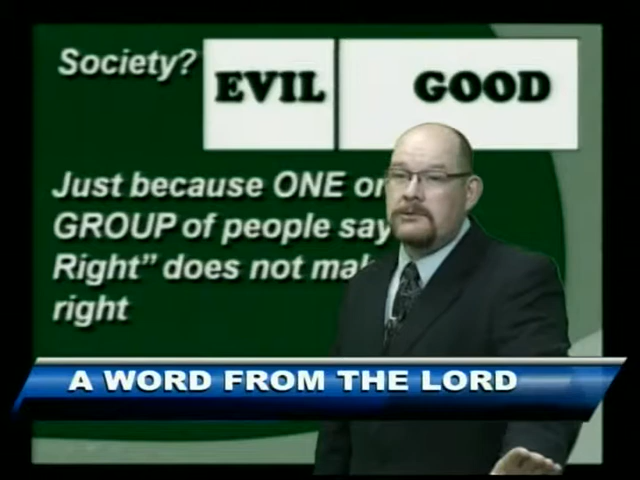 Society? EVIL GOOD
Just because ONE or
GROUP of people say
Right" does not mak
right
A WORD FROM THE LORD